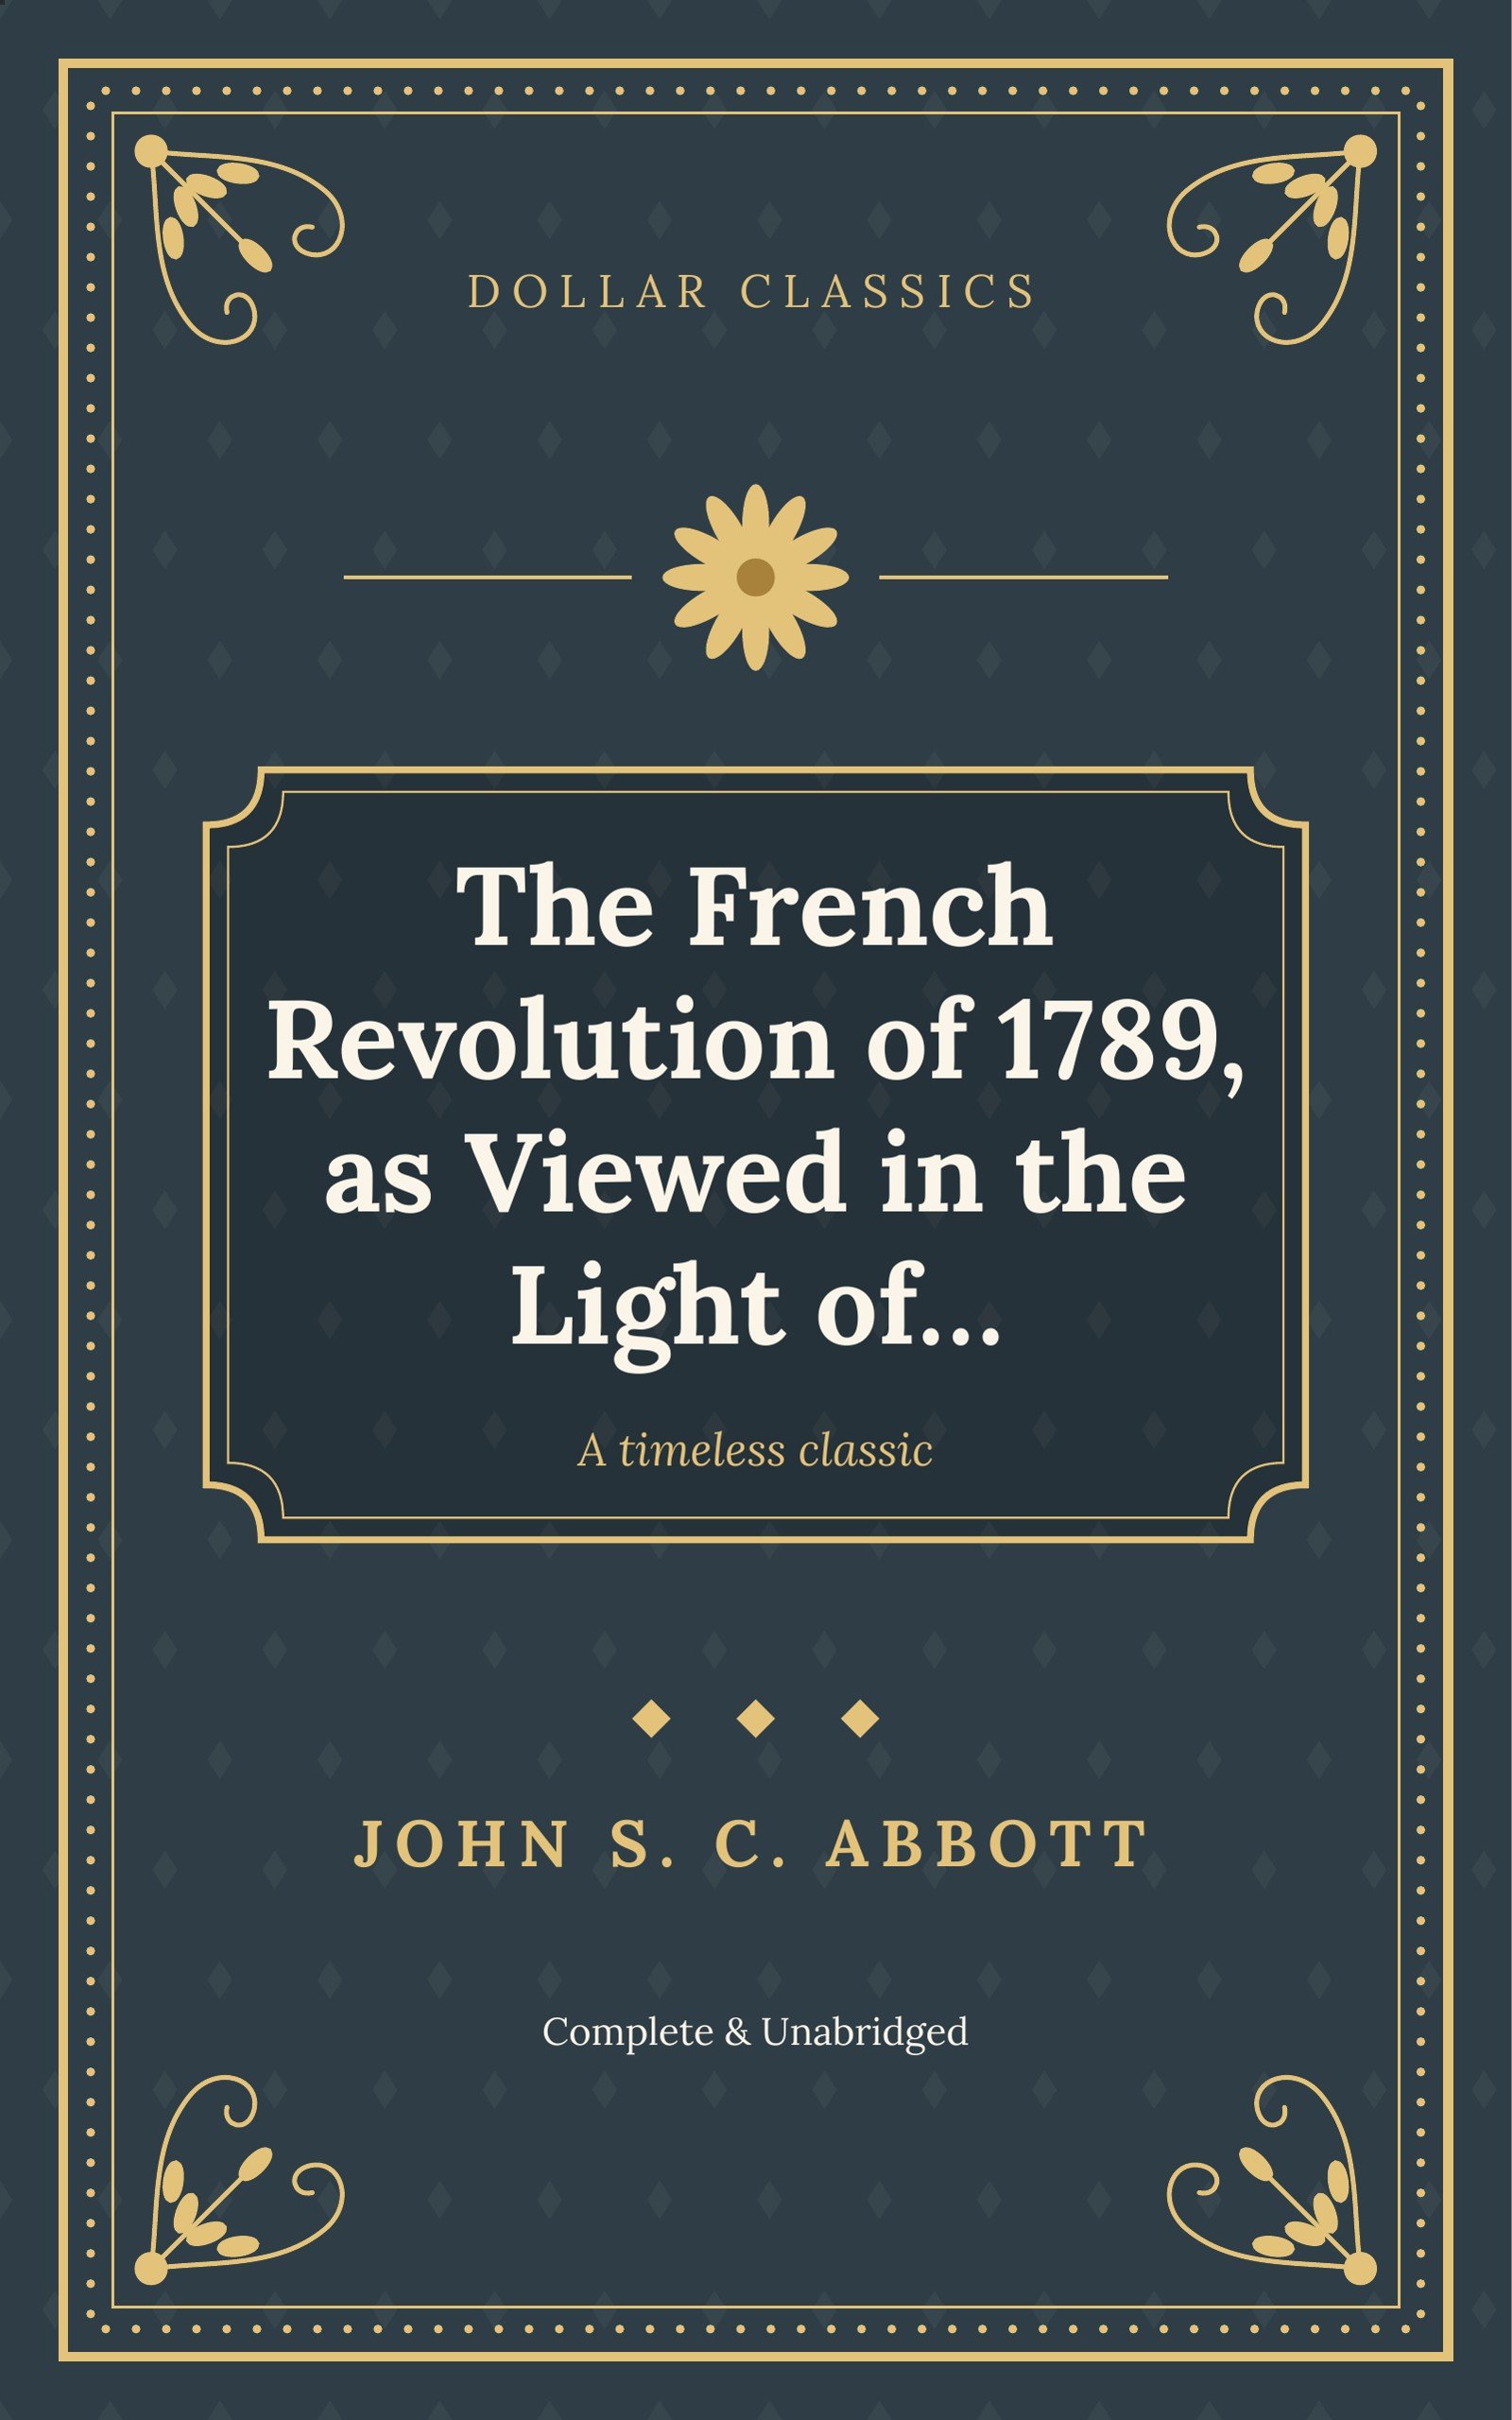 DOLLAR CLASSICS
The French
Revolution of 1789,
as Viewed in the
Light of...
A timeless classic
JOHN S. C. ABBOTT
Complete & Unabridged